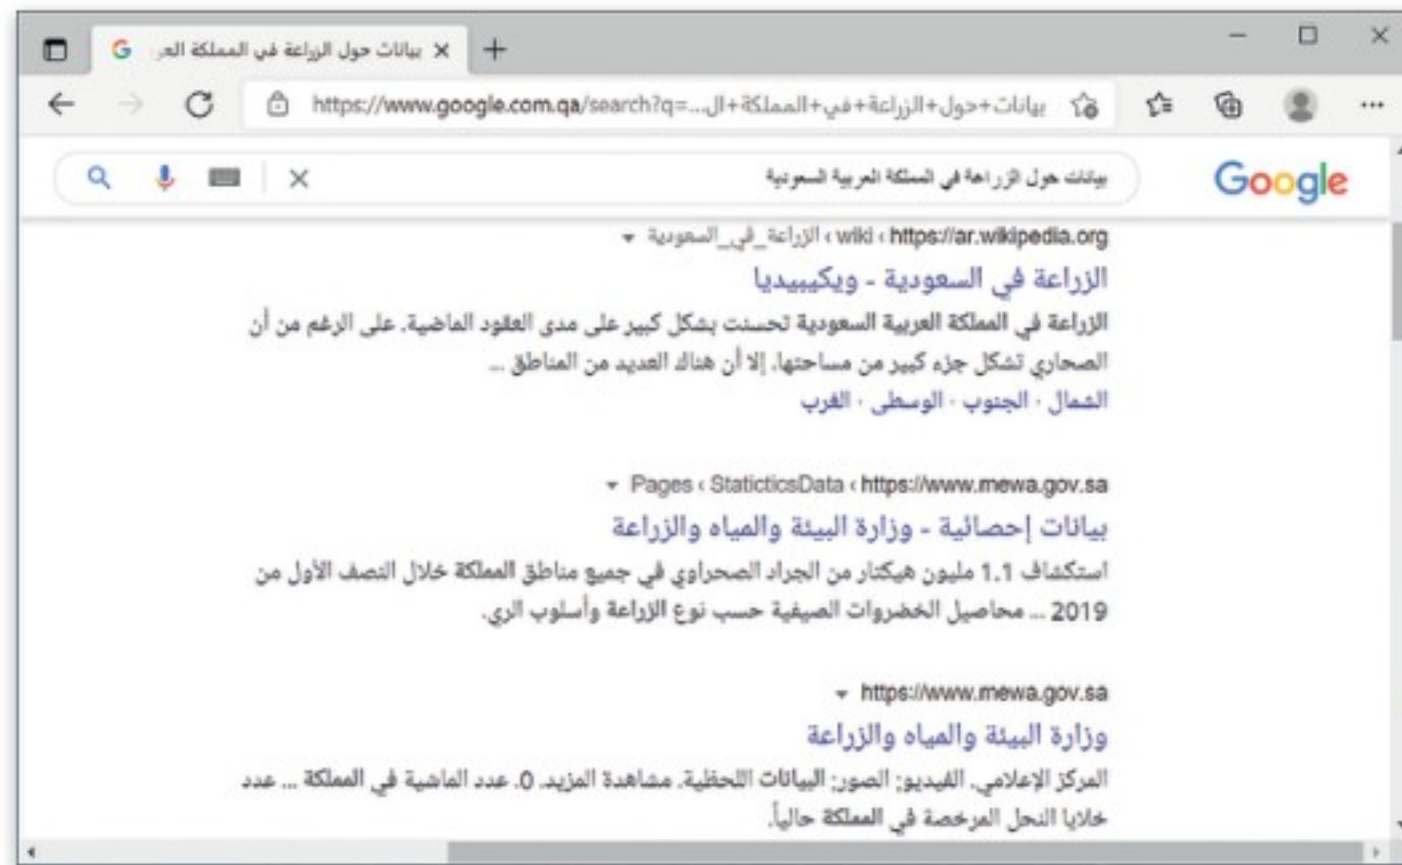 بيانات حول الزراعة في المملكة العر
https://www.google.com.qa/search?q=بيانات+حول+الزراعة+في+المملكة+ال...
بيانات حول الزراعة في المملكة العربية السعودية
Google
https://ar.wikipedia.org › wiki › الزراعة_في_السعودية
الزراعة في السعودية - ويكيبيديا
الزراعة في المملكة العربية السعودية تحسنت بشكل كبير على مدى العقود الماضية. على الرغم من أن
الصحاري تشكل جزء كبير من مساحتها. إلا أن هناك العديد من المناطق ...
الشمال · الجنوب · الوسطى · الغرب
https://www.mewa.gov.sa › StaticticsData › Pages
بيانات إحصائية - وزارة البيئة والمياه والزراعة
استكشاف 1.1 مليون هيكتار من الجراد الصحراوي في جميع مناطق المملكة خلال النصف الأول من
2019 ... محاصيل الخضروات الصيفية حسب نوع الزراعة وأسلوب الري.
https://www.mewa.gov.sa
وزارة البيئة والمياه والزراعة
المركز الإعلامي. الفيديو; الصور; البيانات اللحظية. مشاهدة المزيد. 0. عدد الماشية في المملكة ... عدد
خلايا النحل المرخصة في المملكة حالياً.